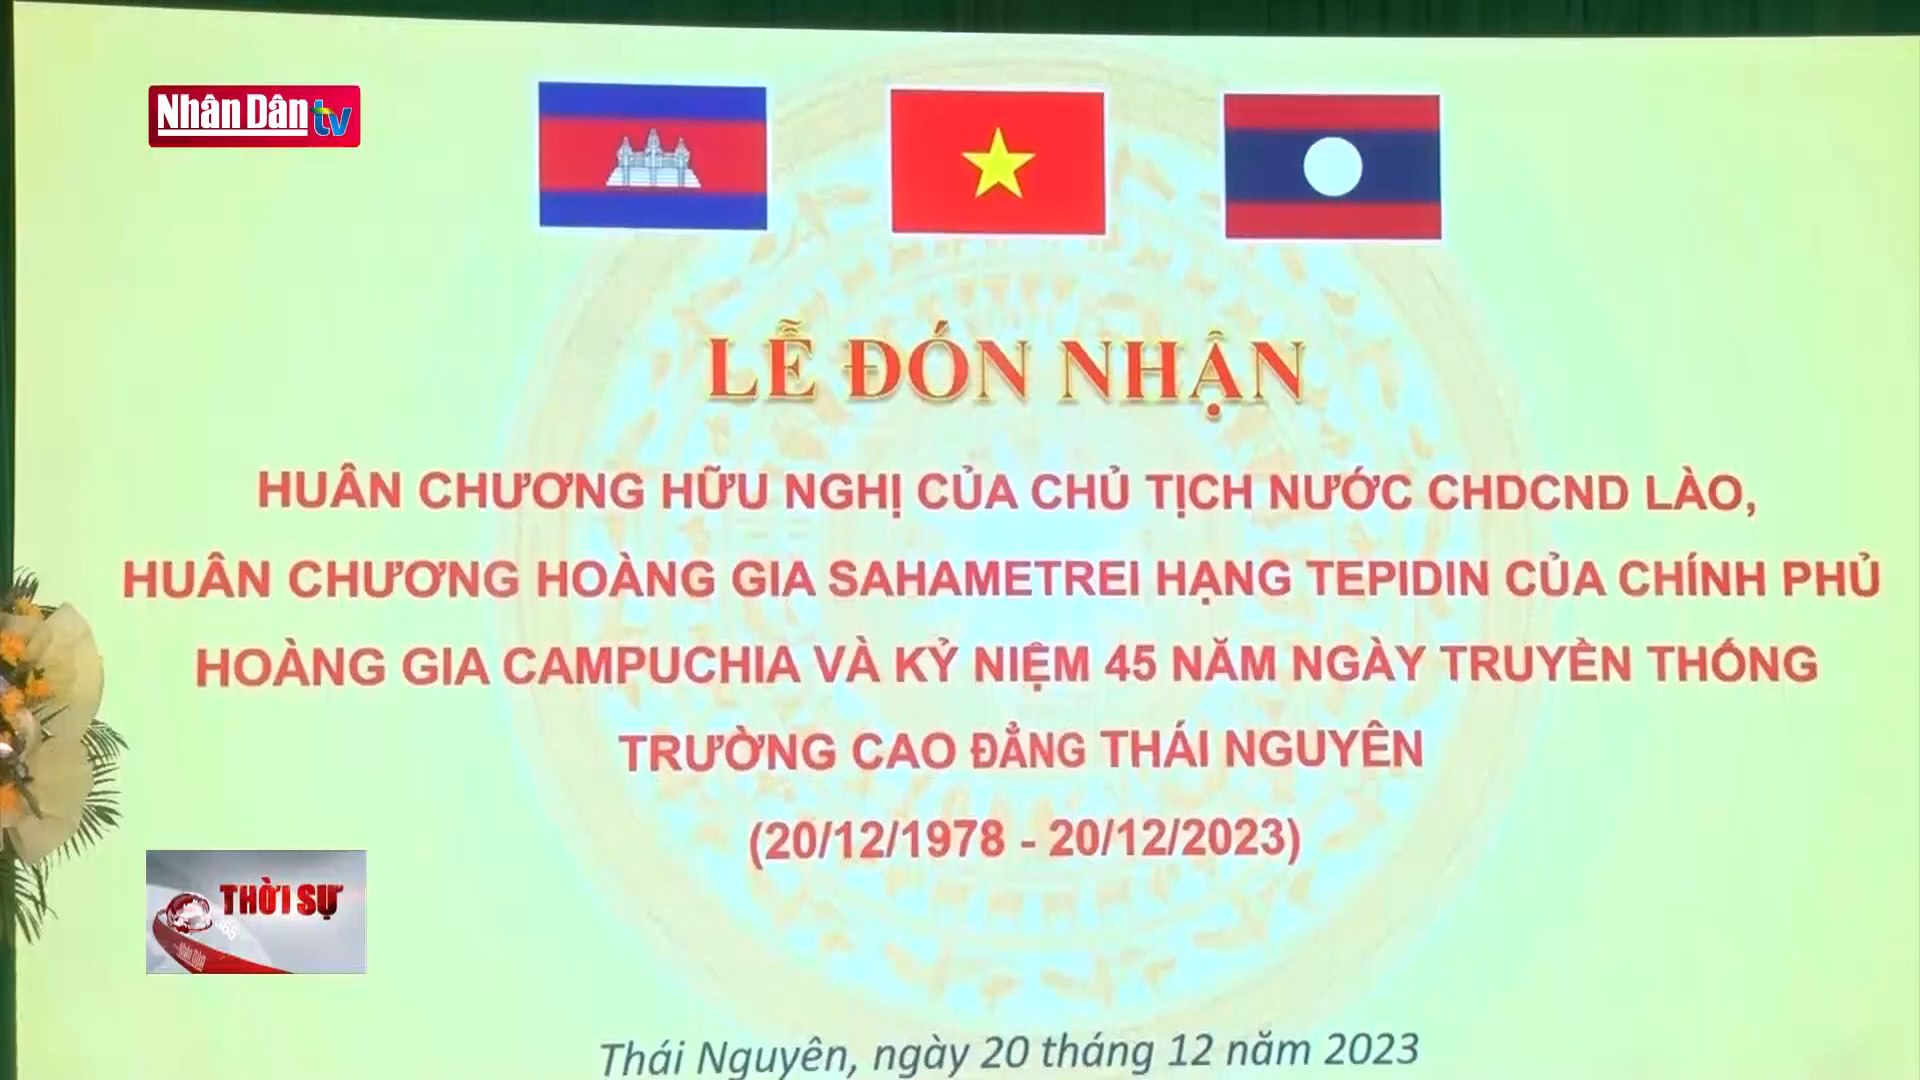 Nhân Dân tv
LỄ ĐÓN NHẬN
HUÂN CHƯƠNG HỮU NGHỊ CỦA CHỦ TỊCH NƯỚC CHDCND LÀO,
HUÂN CHƯƠNG HOÀNG GIA SAHAMETREI HẠNG TEPIDIN CỦA CHÍNH PHỦ
HOÀNG GIA CAMPUCHIA VÀ KỶ NIỆM 45 NĂM NGÀY TRUYỀN THỐNG
TRƯỜNG CAO ĐẲNG THÁI NGUYÊN
(20/12/1978 - 20/12/2023)
THỜI SỰ
Nhân Dân
Thái Nguyên, ngày 20 tháng 12 năm 2023